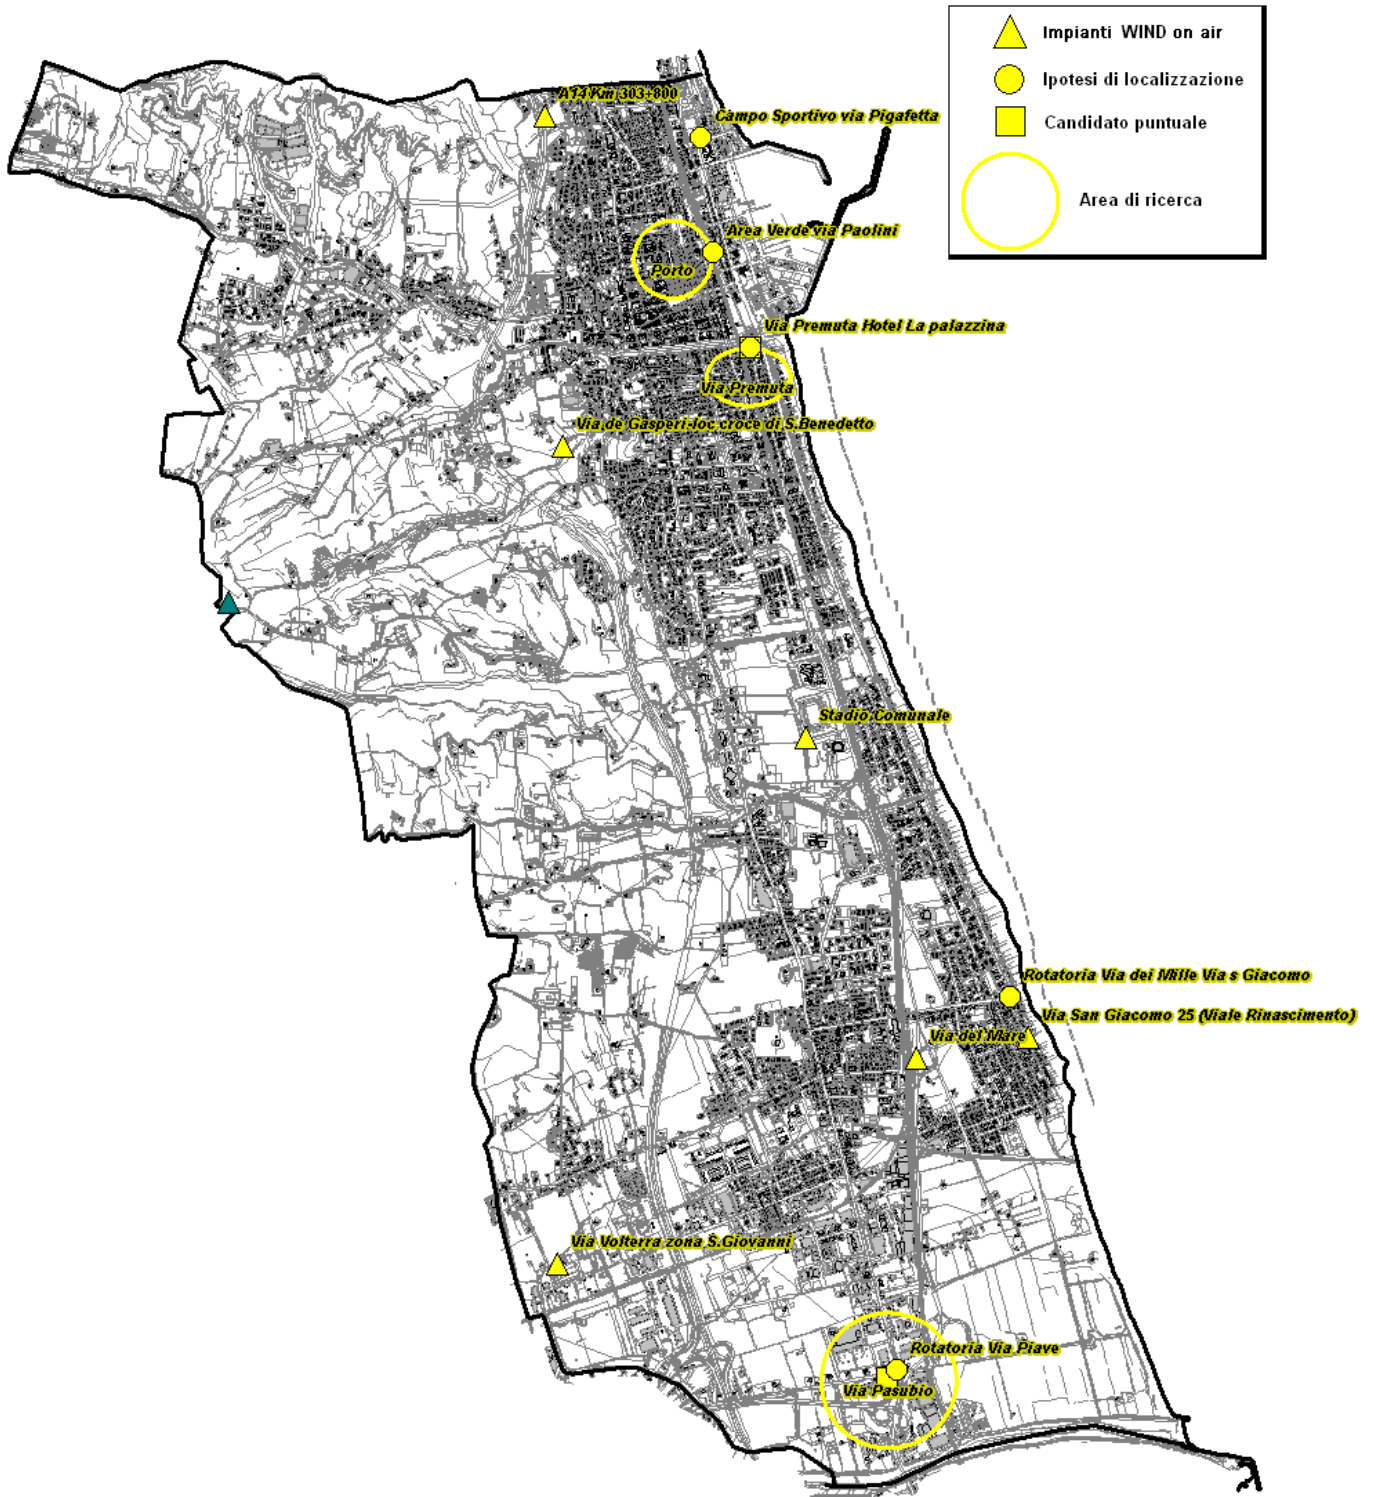 Impianti WIND on air
Ipotesi di localizzazione
Candidato puntuale
Area di ricerca
A14 Km 303+800
Campo Sportivo via Pigafetta
Area Verde via Paolini
Porto
Via Premuta Hotel La palazzina
Via Premuta
Via de Gasperi-loc croce di S.Benedetto
Stadio Comunale
Rotatoria Via dei Mille Via s Giacomo
Via San Giacomo 25 (Viale Rinascimento)
Via del Mare
Via Volterra zona S.Giovanni
Rotatoria Via Piave
Via Pasubio